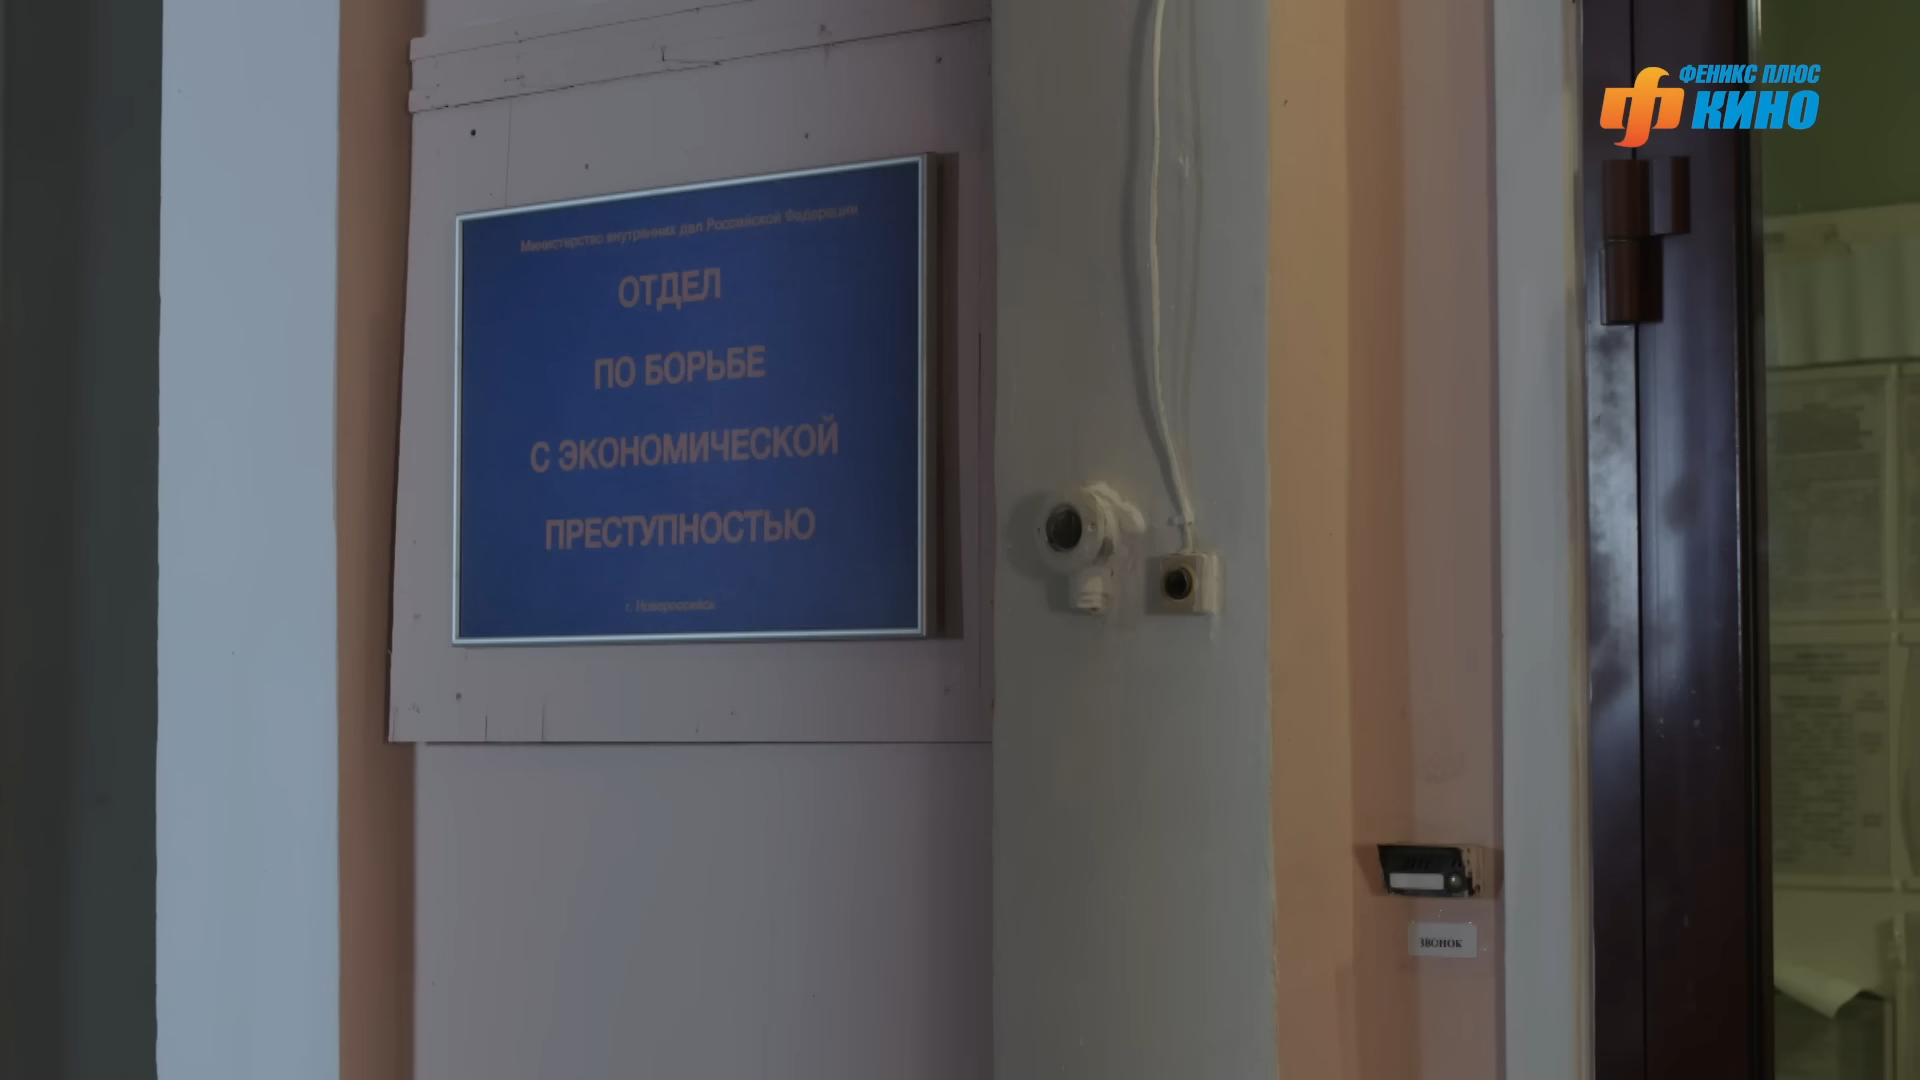 ФЕНИКС ПЛЮС
КИНО
Министерство внутренних дел Российской Федерации
ОТДЕЛ
ПО БОРЬБЕ
С ЭКОНОМИЧЕСКОЙ
ПРЕСТУПНОСТЬЮ
г. Новороссийск
ЗВОНОК